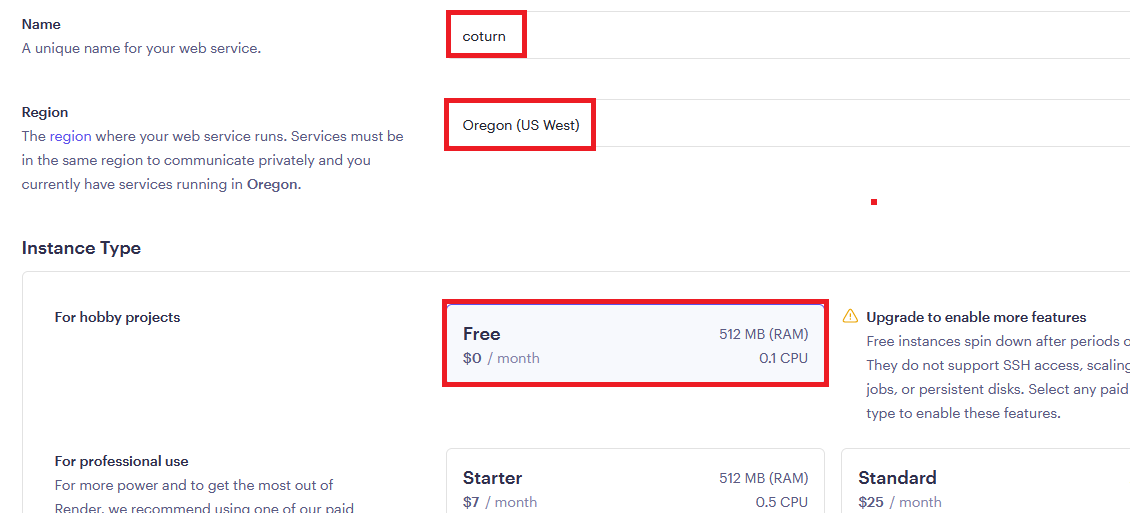 Name
A unique name for your web service.
coturn
Region
The region where your web service runs. Services must be
in the same region to communicate privately and you
currently have services running in Oregon.
Oregon (US West)
Instance Type
For hobby projects
Free
512 MB (RAM)
$0 / month
0.1 CPU
Upgrade to enable more features
Free instances spin down after periods
They do not support SSH access,
jobs, or persistent disks. Select any paid
type to enable these features.
For professional use
For more power and to get the most out of
Render, we recommend using one of our paid
Starter
512 MB (RAM)
$7 / month
0.5 CPU
Standard
$25 / month